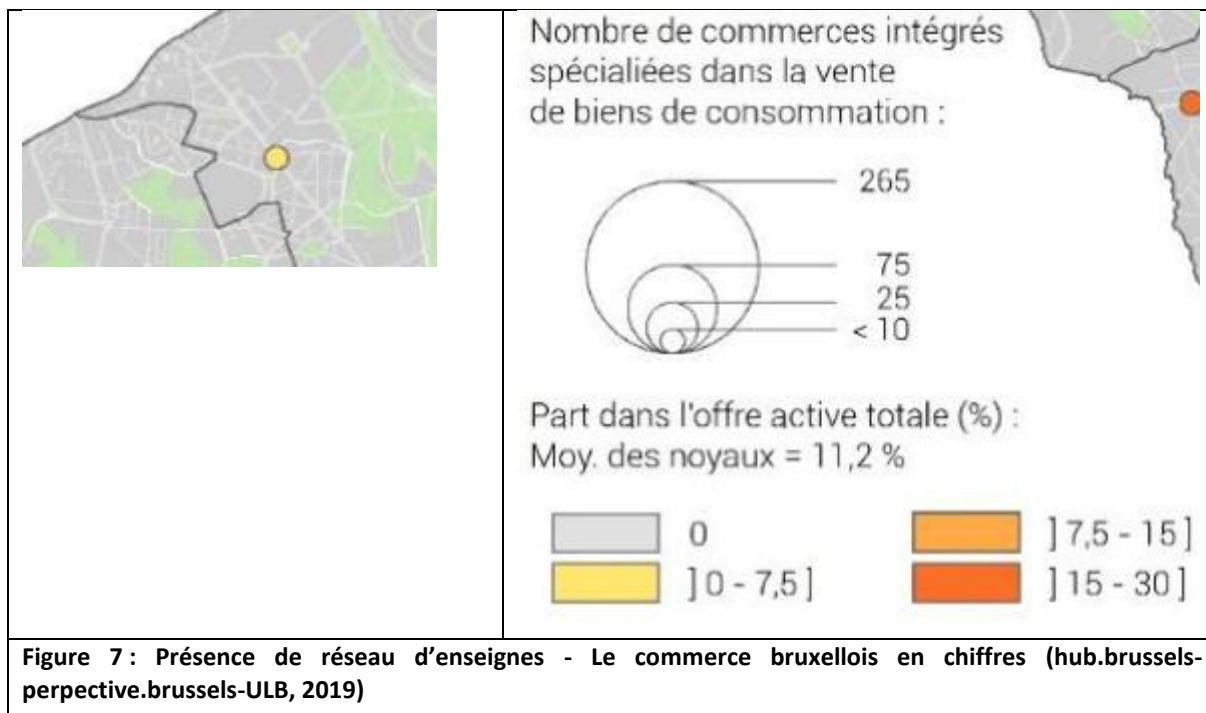 Nombre de commerces intégrés
spécialiées dans la vente
de biens de consommation :
265
75
25
< 10
Part dans l'offre active totale (%) :
Moy. des noyaux = 11,2 %
0
] 7,5 - 15 ]
] 0 - 7,5 ]
] 15 - 30 ]
Figure 7 : Présence de réseau d'enseignes - Le commerce bruxellois en chiffres (hub.brussels-
perpective.brussels-ULB, 2019)